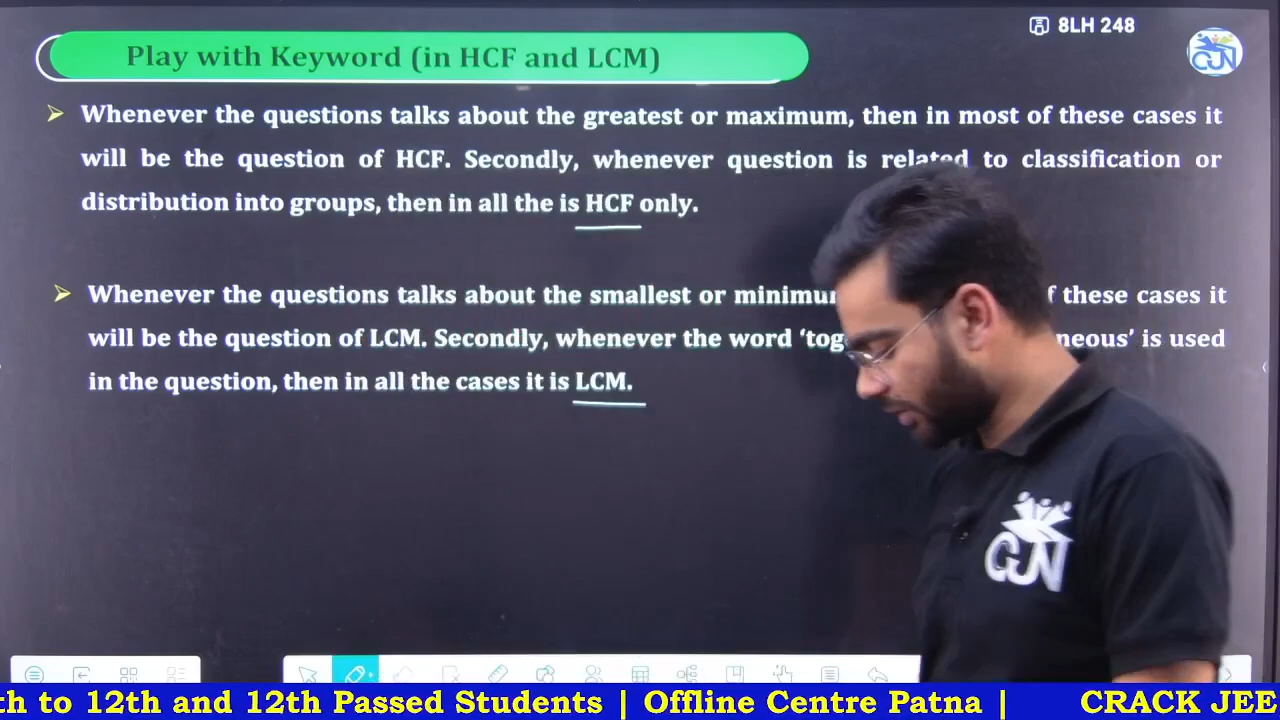 8LH 248
Play with Keyword (in HCF and LCM)
GJN
Whenever the questions talks about the greatest or maximum, then in most of these cases it
will be the question of HCF. Secondly, whenever question is related to classification or
distribution into groups, then in all the is HCF only.
Whenever the questions talks about the smallest or these cases it
will be the question of LCM. Secondly, whenever the word is used
in the question, then in all the cases it is LCM.
GJN
to 12th and 12th Passed Students | Offline Centre Patna | CRACK JEE